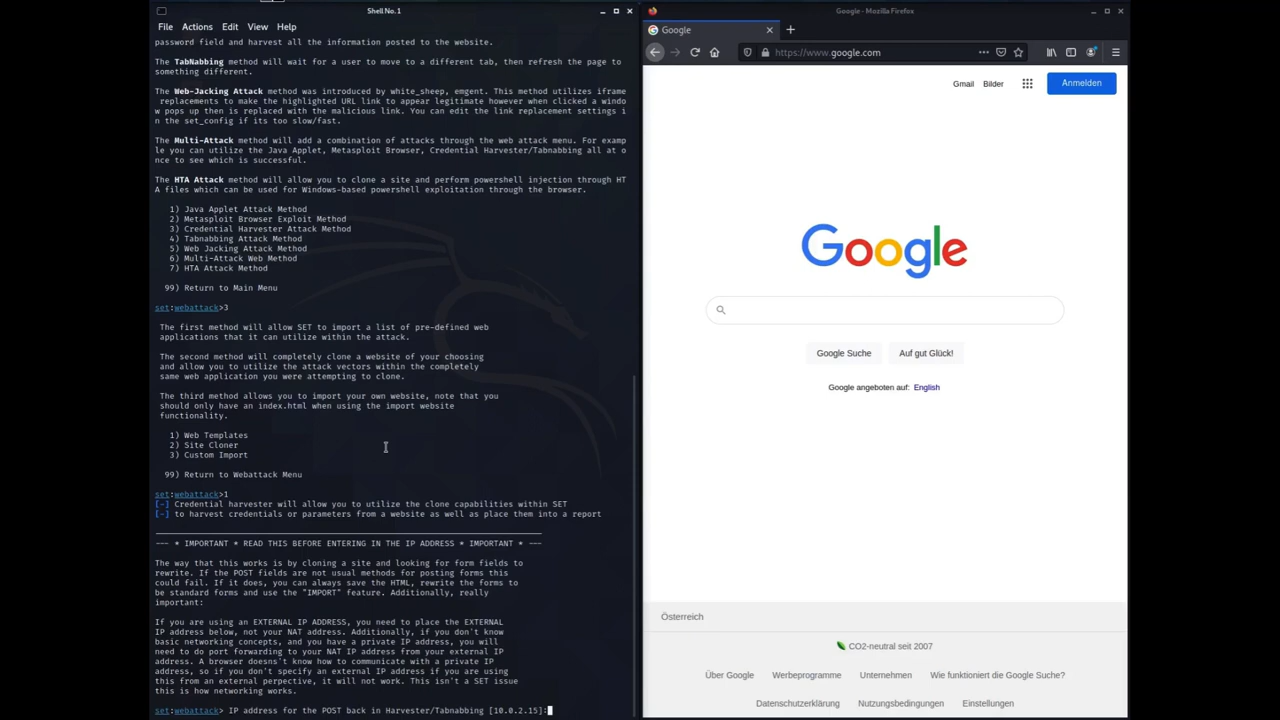 Shell No. 1
File Actions Edit View Help
password field and harvest all the information posted to the website.
The TabNabbing method will wait for a user to move to a different tab, then refresh the page to
something different.
The Web-Jacking Attack method was introduced by white_sheep, emgent. This method utilizes iframe
replacements to make the highlighted URL link to appear legitimate however when clicked a windo
w pops up then is replaced with the malicious link. You can edit the link replacement settings i
n the set_config if its too slow/fast.
The Multi-Attack method will add a combination of attacks through the web attack menu. For examp
le you can utilize the Java Applet, Metasploit Browser, Credential Harvester/Tabnabbing all at o
nce to see which is successful.
The HTA Attack method will allow you to clone a site and perform powershell injection through HT
A files which can be used for Windows-based powershell exploitation through the browser.
1) Java Applet Attack Method
2) Metasploit Browser Exploit Method
3) Credential Harvester Attack Method
4) Tabnabbing Attack Method
5) Web Jacking Attack Method
6) Multi-Attack Web Method
7) HTA Attack Method
99) Return to Main Menu
set:webattack>3
The first method will allow SET to import a list of pre-defined web
applications that it can utilize within the attack.
The second method will completely clone a website of your choosing
and allow you to utilize the attack vectors within the completely
same web application you were attempting to clone.
The third method allows you to import your own website, note that you
should only have an index.html when using the import website
functionality.
1) Web Templates
2) Site Cloner
3) Custom Import
99) Return to Webattack Menu
set:webattack>1
[-] Credential harvester will allow you to utilize the clone capabilities within SET
[-] to harvest credentials or parameters from a website as well as place them into a report
--- * IMPORTANT * READ THIS BEFORE ENTERING IN THE IP ADDRESS * IMPORTANT * ---
The way that this works is by cloning a site and looking for form fields to
rewrite. If the POST fields are not usual methods for posting forms this
could fail. If it does, you can always save the HTML, rewrite the forms to
be standard forms and use the "IMPORT" feature. Additionally, really
important:
If you are using an EXTERNAL IP ADDRESS, you need to place the EXTERNAL
IP address below, not your NAT address. Additionally, if you don't know
basic networking concepts, and you have a private IP address, you will
need to do port forwarding to your NAT IP address from your external IP
address. A browser doesns't know how to communicate with a private IP
address, so if you don't specify an external IP address if you are using
this from an external perpective, it will not work. This isn't a SET issue
this is how networking works.
set:webattack> IP address for the POST back in Harvester/Tabnabbing [10.0.2.15]:
Google - Mozilla Firefox
Google
https://www.google.com
Gmail Bilder Anmelden
Google
Google Suche Auf gut Glück!
Google angeboten auf: English
Österreich
CO2-neutral seit 2007
Über Google Werbeprogramme Unternehmen Wie funktioniert die Google Suche?
Datenschutzerklärung Nutzungsbedingungen Einstellungen